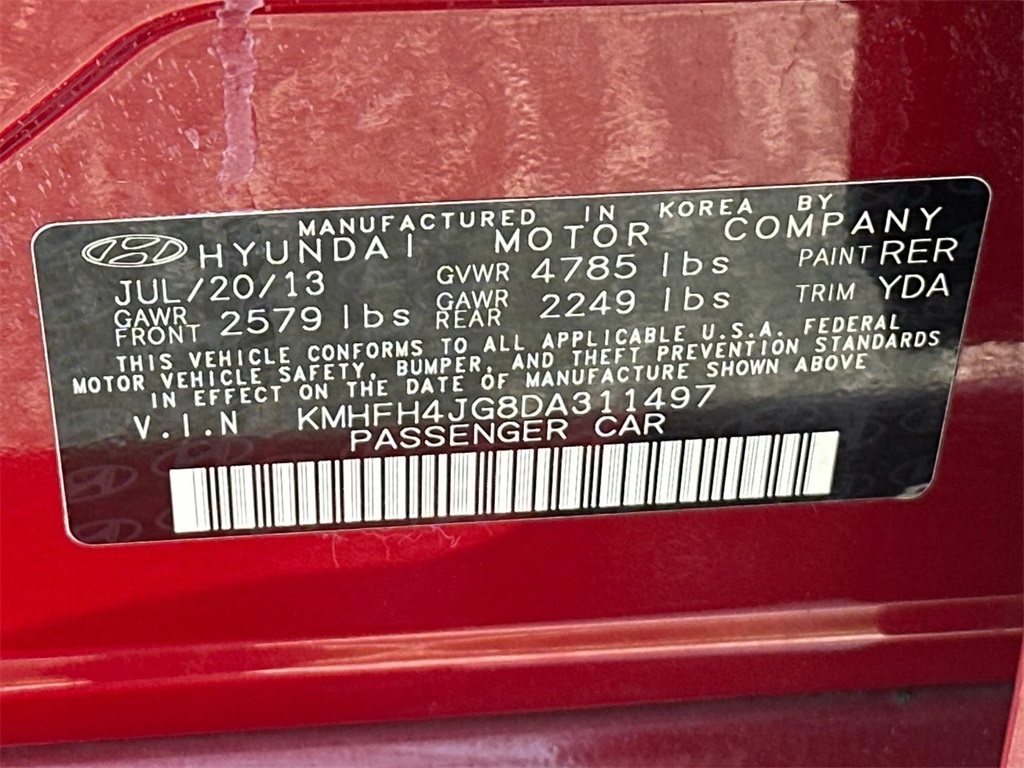 MANUFACTURED IN KOREA BY
HYUNDAI MOTOR COMPANY
JUL/20/13 GVWR 4785 lbs PAINT RER
GAWR FRONT 2579 lbs GAWR REAR 2249 lbs TRIM YDA
THIS VEHICLE CONFORMS TO ALL APPLICABLE U.S.A. FEDERAL
MOTOR VEHICLE SAFETY, BUMPER, AND THEFT PREVENTION STANDARDS
IN EFFECT ON THE DATE OF MANUFACTURE SHOWN ABOVE
V.I.N KMHFH4JG8DA311497
PASSENGER CAR